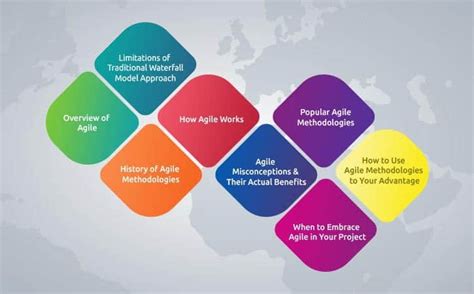 Limitations of
Traditional Waterfall
Model Approach
Overview of
Agile
How Agile Works
History of Agile
Methodologies
Popular Agile
Methodologies
Agile
Misconceptions &
Their Actual Benefits
How to Use
Agile Methodologies
to Your Advantage
When to Embrace
Agile in Your Project